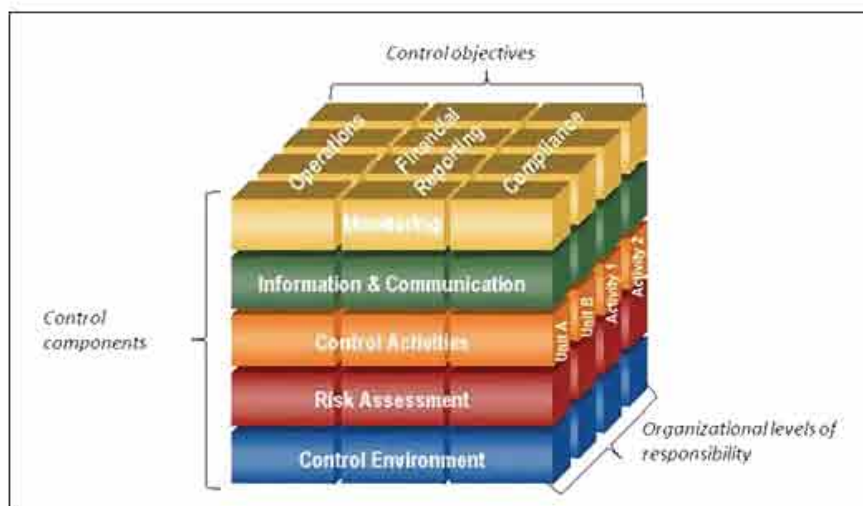 Control objectives
Operations
Financial
Reporting
Compliance
Monitoring
Information & Communication
Control Activities
Risk Assessment
Control Environment
Unit A
Unit B
Activity 1
Activity 2
Control
components
Organizational levels of
responsibility